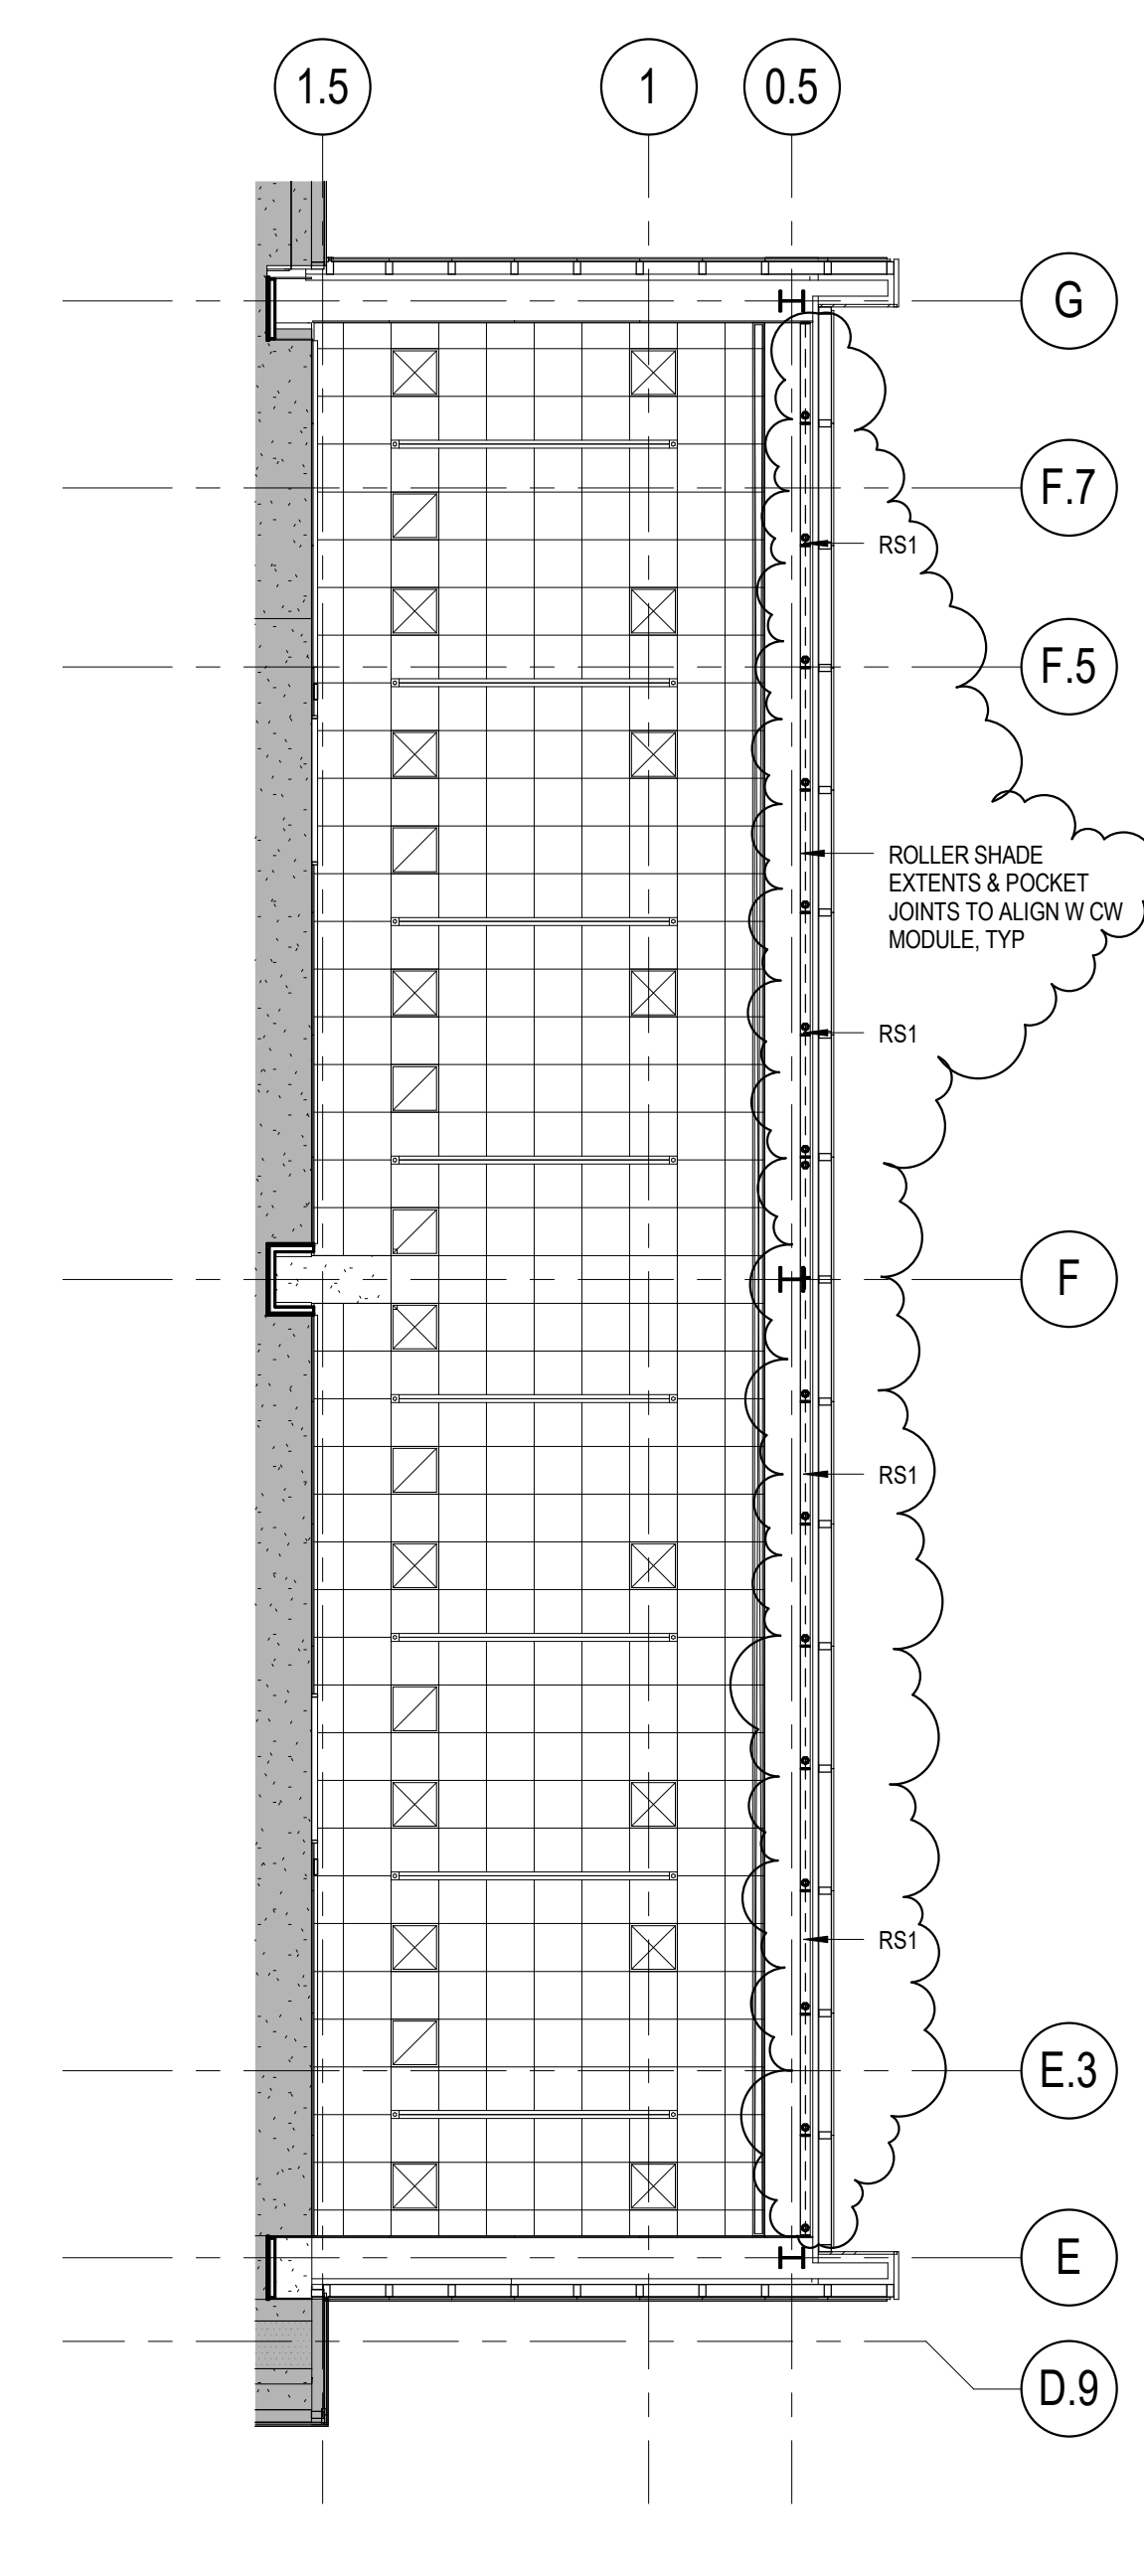 1.5
1
0.5
G
F.7
RS1
F.5
ROLLER SHADE
EXTENTS & POCKET
JOINTS TO ALIGN W CW
MODULE, TYP
RS1
F
RS1
RS1
E.3
E
D.9